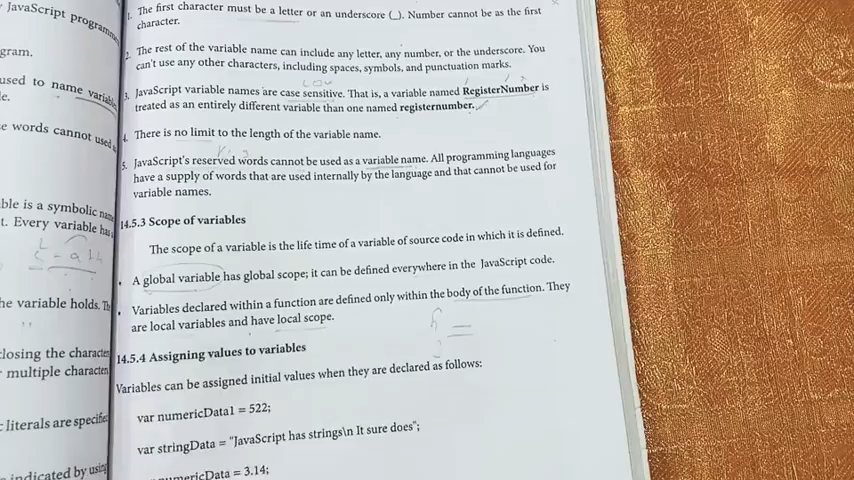 JavaScript programm
gram.
used to name variab
le.
e words cannot used
ble is a symbolic nam
t. Every variable has
he variable holds. Th
closing the character
multiple character
c literals are specifie
indicated by using
1. The first character must be a letter or an underscore (_). Number cannot be as the first
character.
2. The rest of the variable name can include any letter, any number, or the underscore. You
can't use any other characters, including spaces, symbols, and punctuation marks.
3. JavaScript variable names are case sensitive. That is, a variable named RegisterNumber is
treated as an entirely different variable than one named registernumber.
4. There is no limit to the length of the variable name.
5. JavaScript's reserved words cannot be used as a variable name. All programming languages
have a supply of words that are used internally by the language and that cannot be used for
variable names.
14.5.3 Scope of variables
The scope of a variable is the life time of a variable of source code in which it is defined.
• A global variable has global scope; it can be defined everywhere in the JavaScript code.
• Variables declared within a function are defined only within the body of the function. They
are local variables and have local scope.
14.5.4 Assigning values to variables
Variables can be assigned initial values when they are declared as follows:
var numericData1 = 522;
var stringData = "JavaScript has strings\n It sure does";
numericData = 3.14;